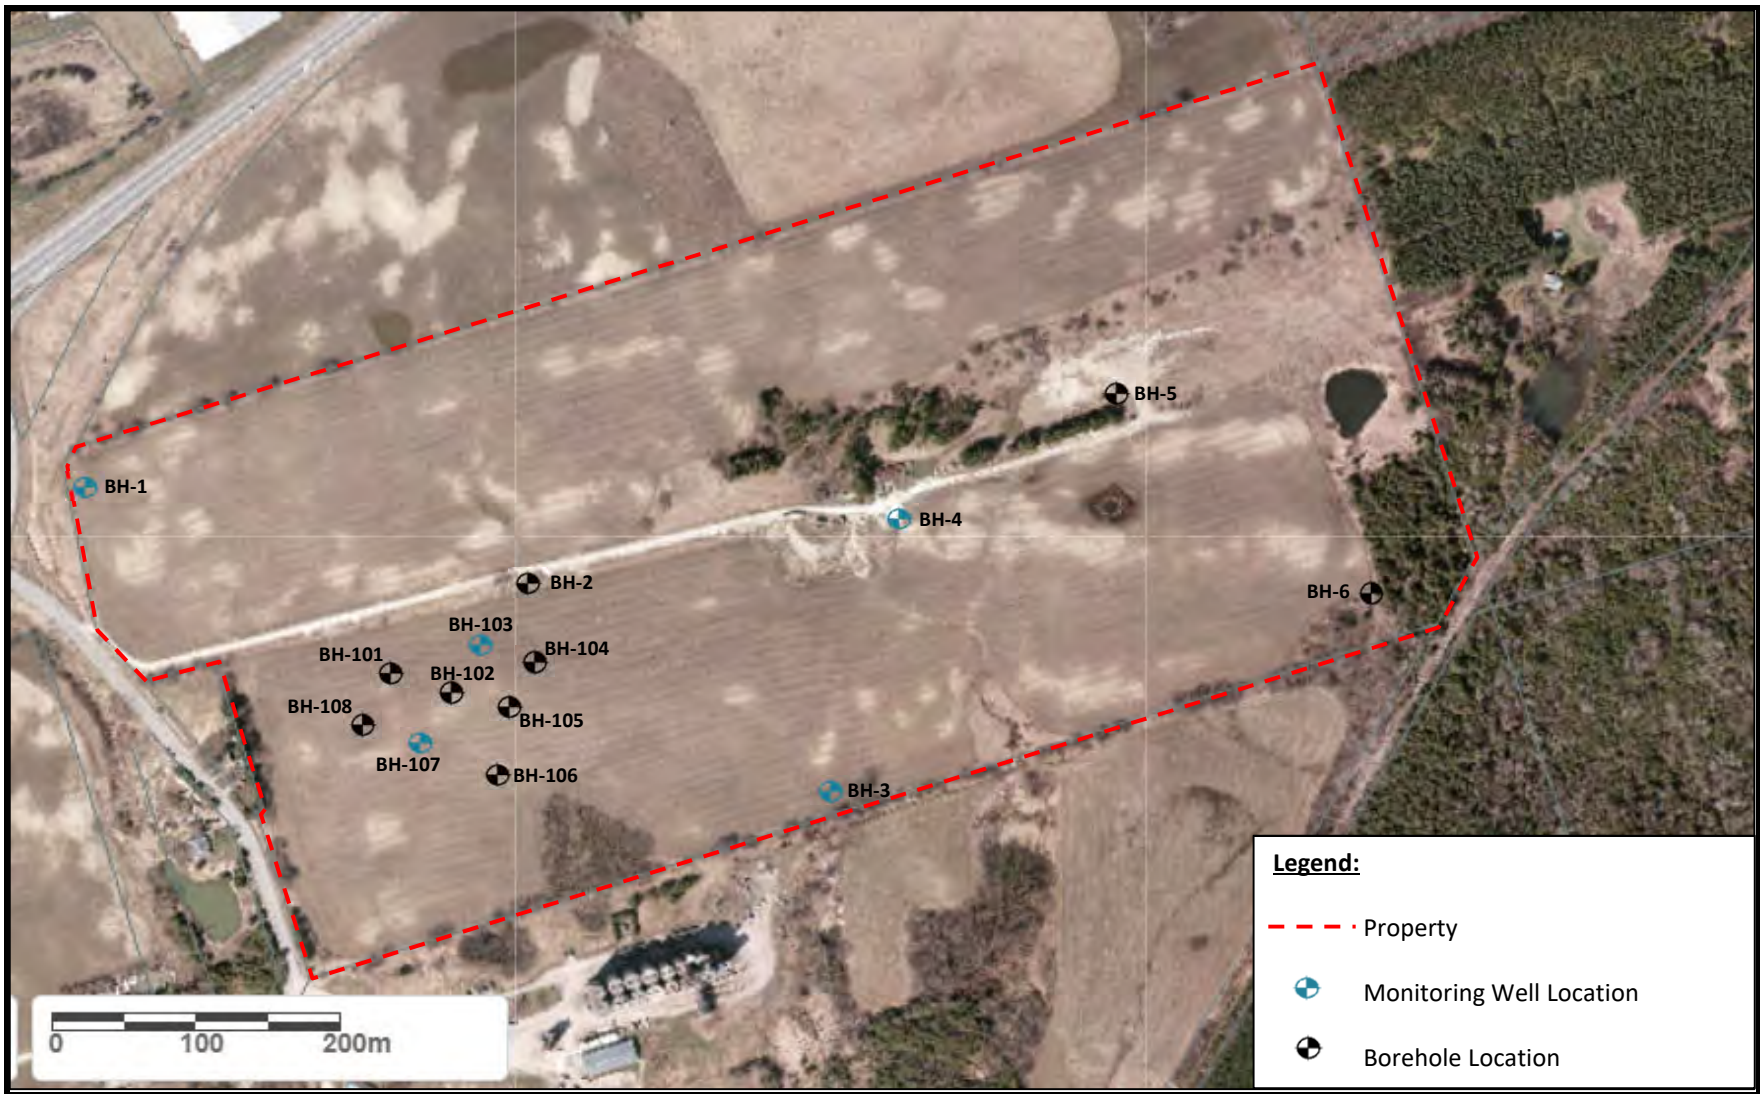 BH-5
BH-1
BH-4
BH-2
BH-6
BH-103
BH-101
BH-104
BH-102
BH-108
BH-105
BH-107
BH-106
BH-3
Legend:
Property
Monitoring Well Location
Borehole Location
0 100 200m